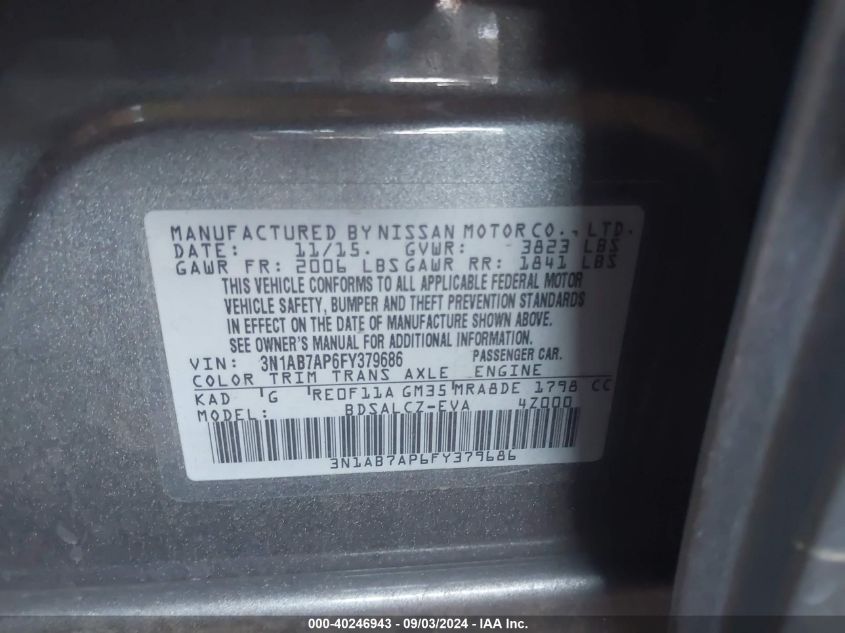 MANUFACTURED BY NISSAN MOTOR CO., LTD.
DATE: 11/15. GVWR: 3823 LBS
GAWR FR: 2006 LBS GAWR RR: 1841 LBS
THIS VEHICLE CONFORMS TO ALL APPLICABLE FEDERAL MOTOR
VEHICLE SAFETY, BUMPER AND THEFT PREVENTION STANDARDS
IN EFFECT ON THE DATE OF MANUFACTURE SHOWN ABOVE.
SEE OWNER'S MANUAL FOR ADDITIONAL INFORMATION.
VIN: 3N1AB7AP6FY379686 PASSENGER CAR.
COLOR TRIM TRANS AXLE ENGINE
KAD G RE0F11A GM35 MRA8DE 1798 CC
MODEL: BDSALCZ-EVA 4Z000
3N1AB7AP6FY379686
000-40246943 - 09/03/2024 - IAA Inc.